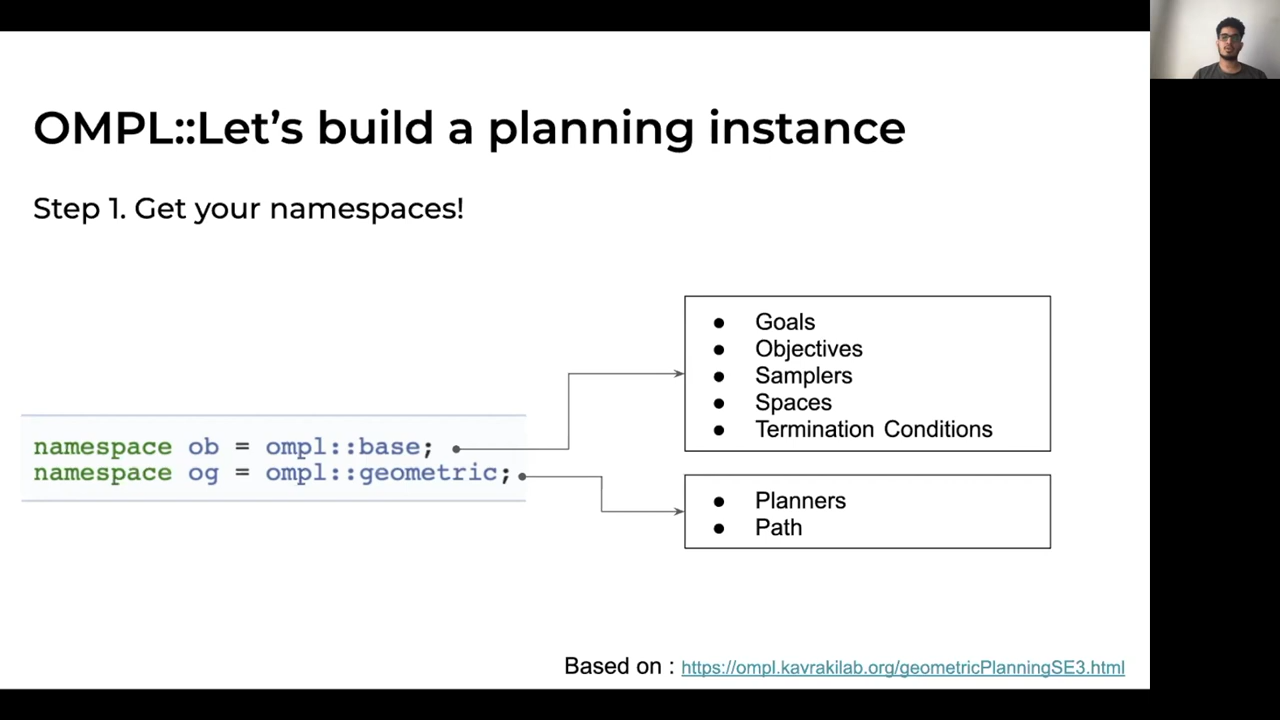 OMPL::Let's build a planning instance
Step 1. Get your namespaces!
namespace ob = ompl::base;
namespace og = ompl::geometric;
● Goals
● Objectives
● Samplers
● Spaces
● Termination Conditions
● Planners
● Path
Based on : https://ompl.kavrakilab.org/geometricPlanningSE3.html